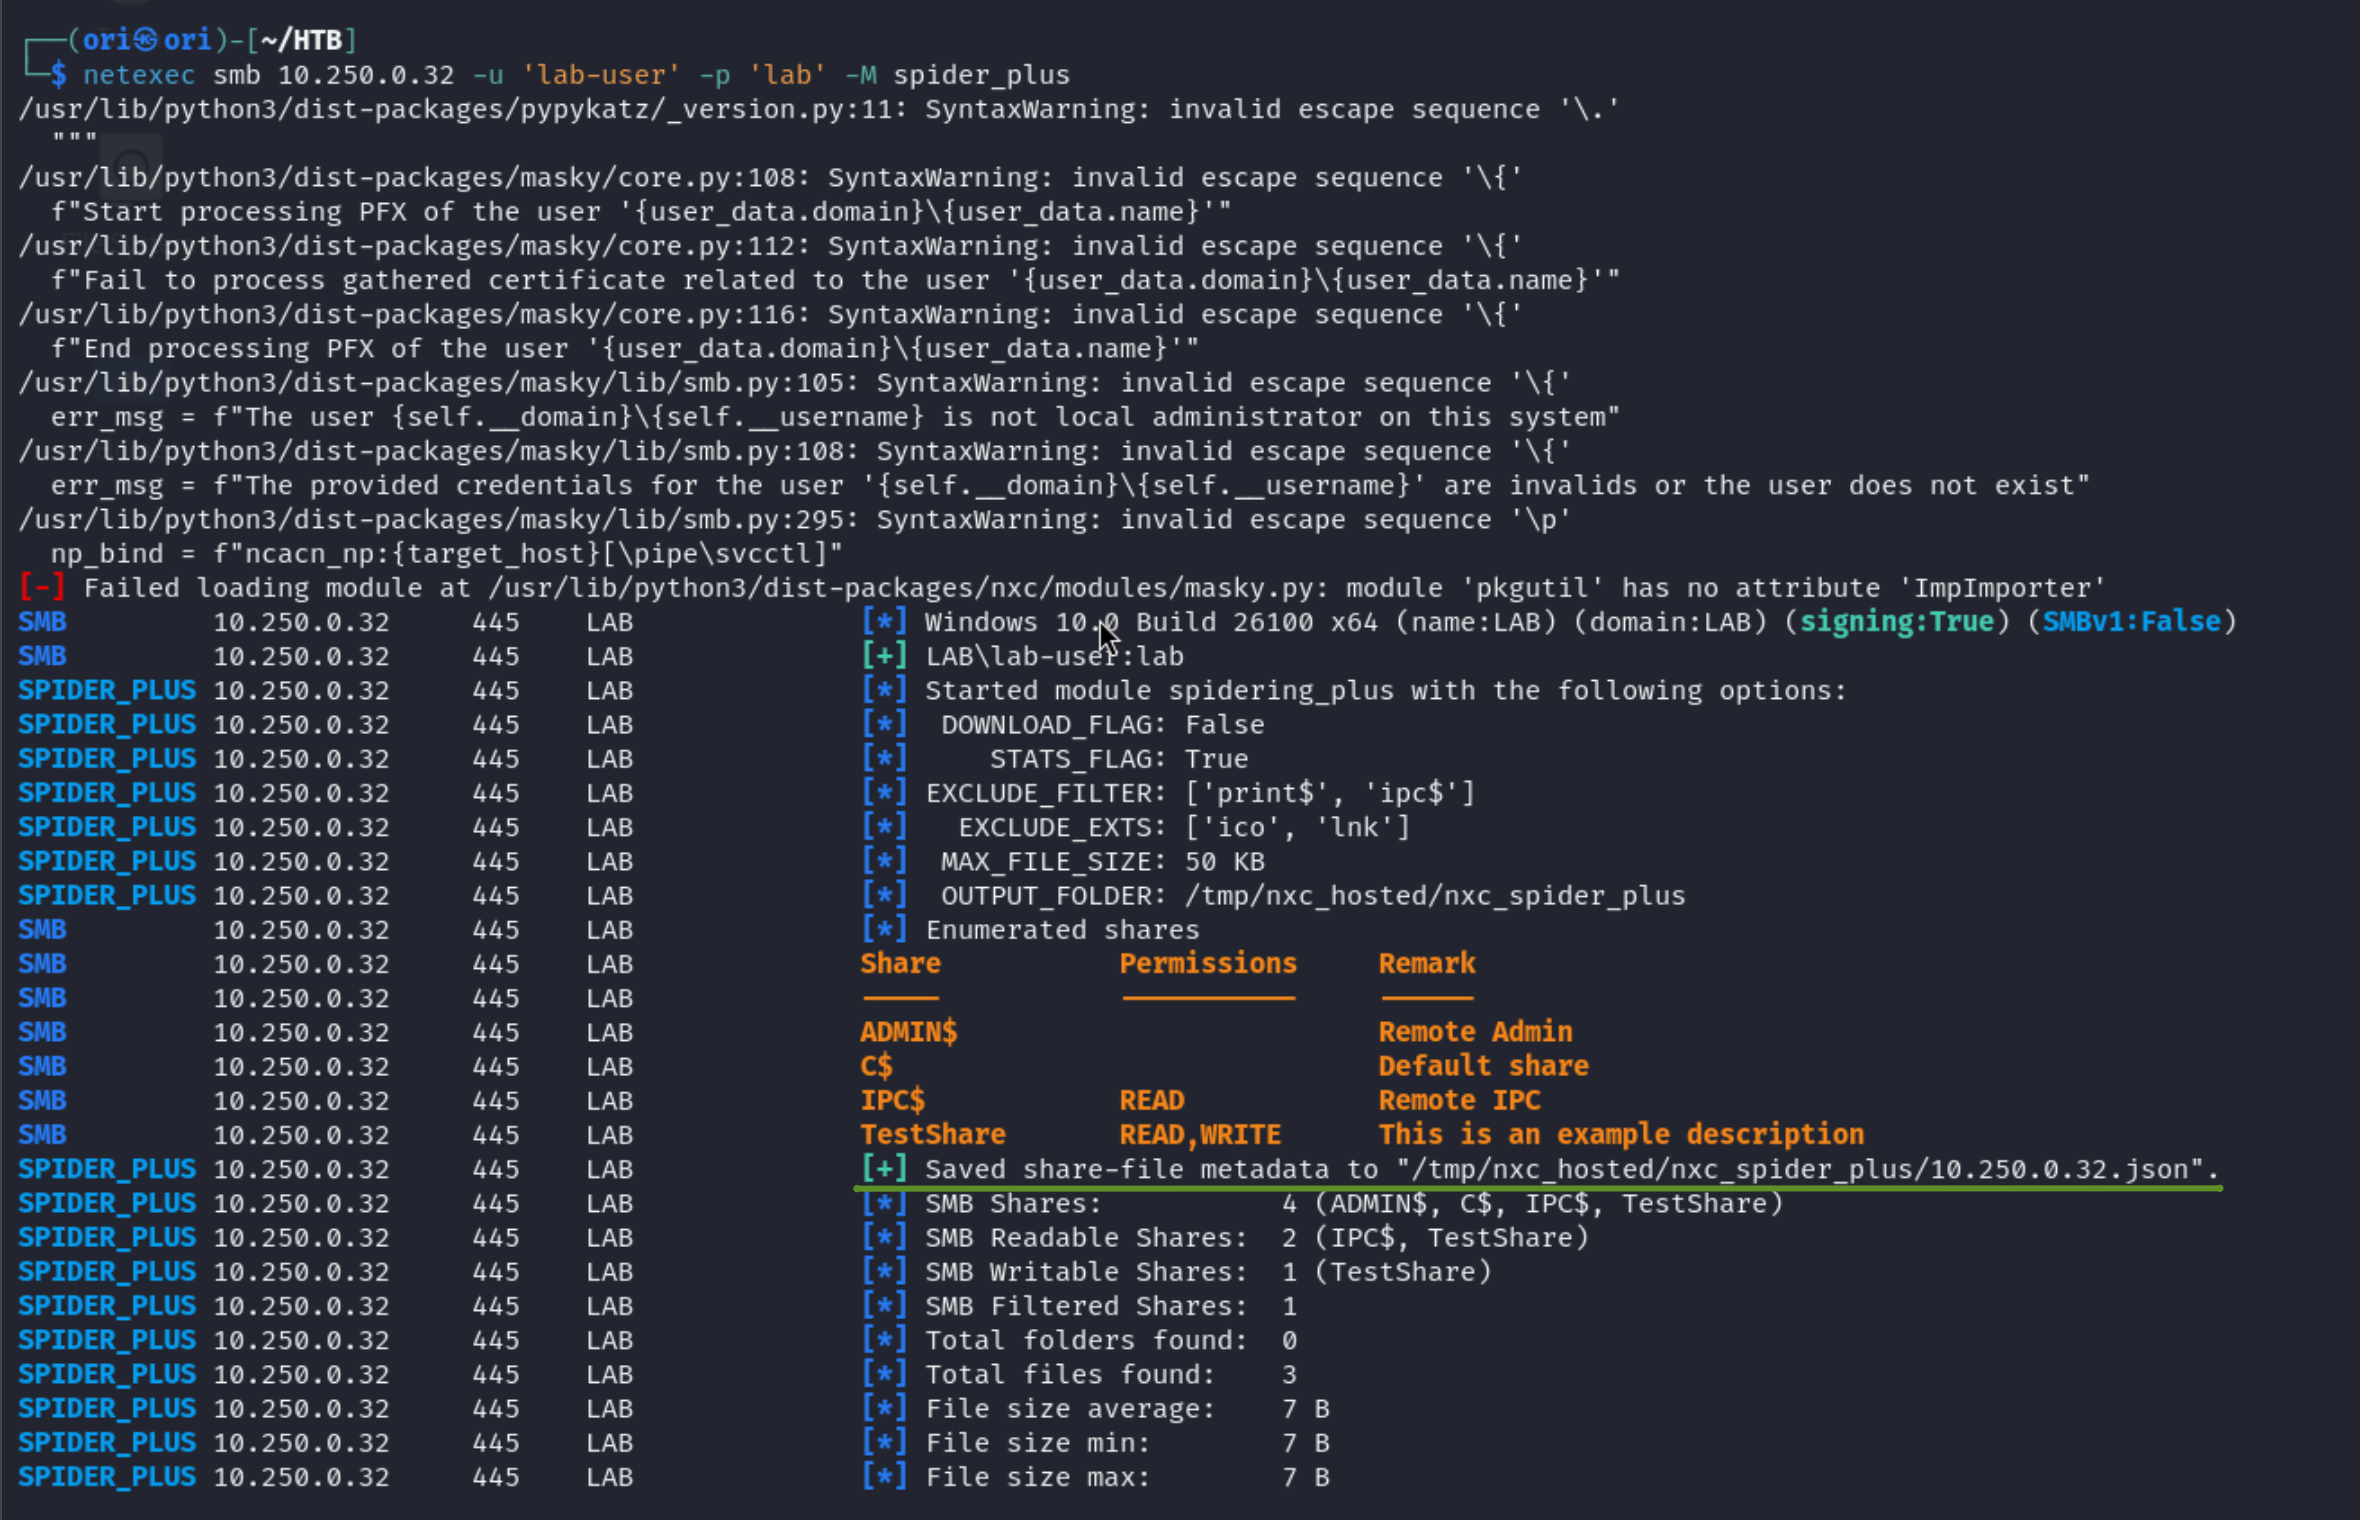 ┌──(ori㉿ori)-[~/HTB]
└─$ netexec smb 10.250.0.32 -u 'lab-user' -p 'lab' -M spider_plus
/usr/lib/python3/dist-packages/pypykatz/_version.py:11: SyntaxWarning: invalid escape sequence '\.'
  """
/usr/lib/python3/dist-packages/masky/core.py:108: SyntaxWarning: invalid escape sequence '\{'
  f"Start processing PFX of the user '{user_data.domain}\{user_data.name}'"
/usr/lib/python3/dist-packages/masky/core.py:112: SyntaxWarning: invalid escape sequence '\{'
  f"Fail to process gathered certificate related to the user '{user_data.domain}\{user_data.name}'"
/usr/lib/python3/dist-packages/masky/core.py:116: SyntaxWarning: invalid escape sequence '\{'
  f"End processing PFX of the user '{user_data.domain}\{user_data.name}'"
/usr/lib/python3/dist-packages/masky/lib/smb.py:105: SyntaxWarning: invalid escape sequence '\{'
  err_msg = f"The user {self.__domain}\{self.__username} is not local administrator on this system"
/usr/lib/python3/dist-packages/masky/lib/smb.py:108: SyntaxWarning: invalid escape sequence '\{'
  err_msg = f"The provided credentials for the user '{self.__domain}\{self.__username}' are invalids or the user does not exist"
/usr/lib/python3/dist-packages/masky/lib/smb.py:295: SyntaxWarning: invalid escape sequence '\p'
  np_bind = f"ncacn_np:{target_host}[\pipe\svcctl]"
[-] Failed loading module at /usr/lib/python3/dist-packages/nxc/modules/masky.py: module 'pkgutil' has no attribute 'ImpImporter'
SMB         10.250.0.32     445    LAB              [*] Windows 10.0 Build 26100 x64 (name:LAB) (domain:LAB) (signing:True) (SMBv1:False)
SMB         10.250.0.32     445    LAB              [+] LAB\lab-user:lab
SPIDER_PLUS 10.250.0.32     445    LAB              [*] Started module spidering_plus with the following options:
SPIDER_PLUS 10.250.0.32     445    LAB              [*]  DOWNLOAD_FLAG: False
SPIDER_PLUS 10.250.0.32     445    LAB              [*]     STATS_FLAG: True
SPIDER_PLUS 10.250.0.32     445    LAB              [*] EXCLUDE_FILTER: ['print$', 'ipc$']
SPIDER_PLUS 10.250.0.32     445    LAB              [*]   EXCLUDE_EXTS: ['ico', 'lnk']
SPIDER_PLUS 10.250.0.32     445    LAB              [*]  MAX_FILE_SIZE: 50 KB
SPIDER_PLUS 10.250.0.32     445    LAB              [*]  OUTPUT_FOLDER: /tmp/nxc_hosted/nxc_spider_plus
SMB         10.250.0.32     445    LAB              [*] Enumerated shares
SMB         10.250.0.32     445    LAB              Share           Permissions     Remark
SMB         10.250.0.32     445    LAB              -----           -----------     ------
SMB         10.250.0.32     445    LAB              ADMIN$                          Remote Admin
SMB         10.250.0.32     445    LAB              C$                              Default share
SMB         10.250.0.32     445    LAB              IPC$            READ            Remote IPC
SMB         10.250.0.32     445    LAB              TestShare       READ,WRITE      This is an example description
SPIDER_PLUS 10.250.0.32     445    LAB              [+] Saved share-file metadata to "/tmp/nxc_hosted/nxc_spider_plus/10.250.0.32.json".
SPIDER_PLUS 10.250.0.32     445    LAB              [*] SMB Shares:           4 (ADMIN$, C$, IPC$, TestShare)
SPIDER_PLUS 10.250.0.32     445    LAB              [*] SMB Readable Shares:  2 (IPC$, TestShare)
SPIDER_PLUS 10.250.0.32     445    LAB              [*] SMB Writable Shares:  1 (TestShare)
SPIDER_PLUS 10.250.0.32     445    LAB              [*] SMB Filtered Shares:  1
SPIDER_PLUS 10.250.0.32     445    LAB              [*] Total folders found:  0
SPIDER_PLUS 10.250.0.32     445    LAB              [*] Total files found:    3
SPIDER_PLUS 10.250.0.32     445    LAB              [*] File size average:    7 B
SPIDER_PLUS 10.250.0.32     445    LAB              [*] File size min:        7 B
SPIDER_PLUS 10.250.0.32     445    LAB              [*] File size max:        7 B